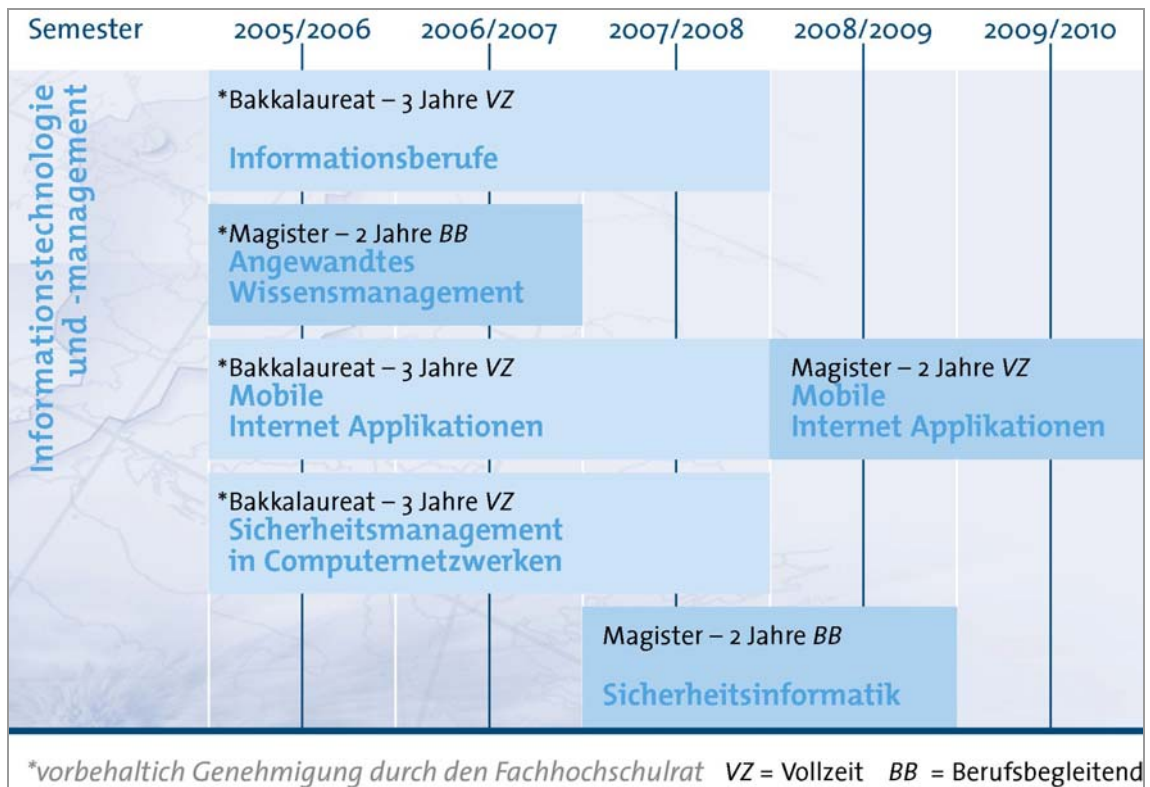 Semester 2005/2006 2006/2007 2007/2008 2008/2009 2009/2010
Informationstechnologie
und -management
*Bakkalaureat – 3 Jahre VZ
Informationsberufe
*Magister – 2 Jahre BB
Angewandtes
Wissensmanagement
*Bakkalaureat – 3 Jahre VZ
Mobile
Internet Applikationen
Magister – 2 Jahre VZ
Mobile
Internet Applikationen
*Bakkalaureat – 3 Jahre VZ
Sicherheitsmanagement
in Computernetzwerken
Magister – 2 Jahre BB
Sicherheitsinformatik
*vorbehaltich Genehmigung durch den Fachhochschulrat VZ = Vollzeit BB = Berufsbegleitend